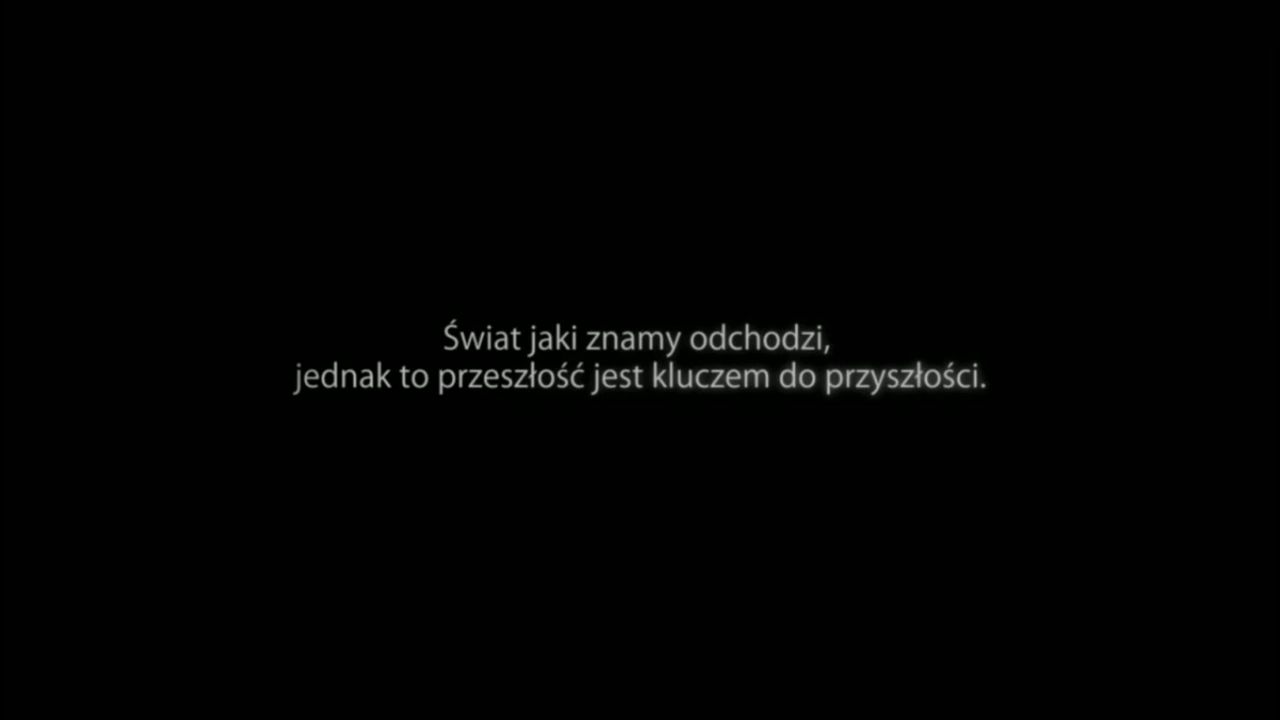 Świat jaki znamy odchodzi,
jednak to przeszłość jest kluczem do przyszłości.